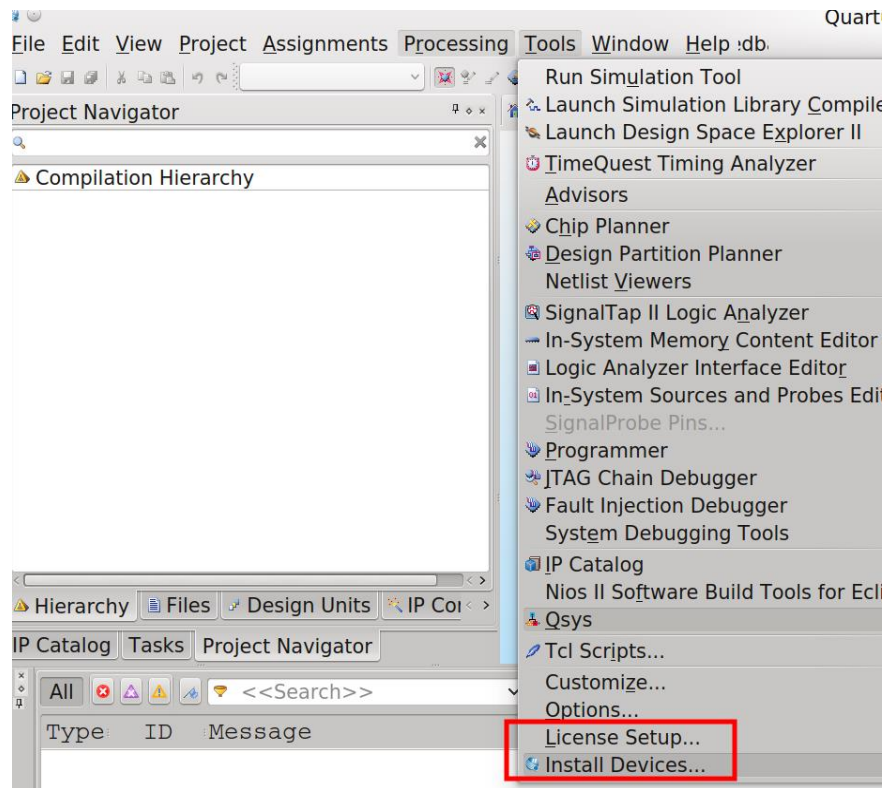 Quart
File Edit View Project Assignments Processing Tools Window Help
Project Navigator
Compilation Hierarchy
Hierarchy Files Design Units IP
IP Catalog Tasks Project Navigator
All <<Search>>
Type ID Message
Run Simulation Tool
Launch Simulation Library Compile
Launch Design Space Explorer II
TimeQuest Timing Analyzer
Advisors
Chip Planner
Design Partition Planner
Netlist Viewers
SignalTap II Logic Analyzer
In-System Memory Content Editor
Logic Analyzer Interface Editor
In-System Sources and Probes Edi
SignalProbe Pins...
Programmer
JTAG Chain Debugger
Fault Injection Debugger
System Debugging Tools
IP Catalog
Nios II Software Build Tools for Ecli
Qsys
Tcl Scripts...
Customize...
Options...
License Setup...
Install Devices...